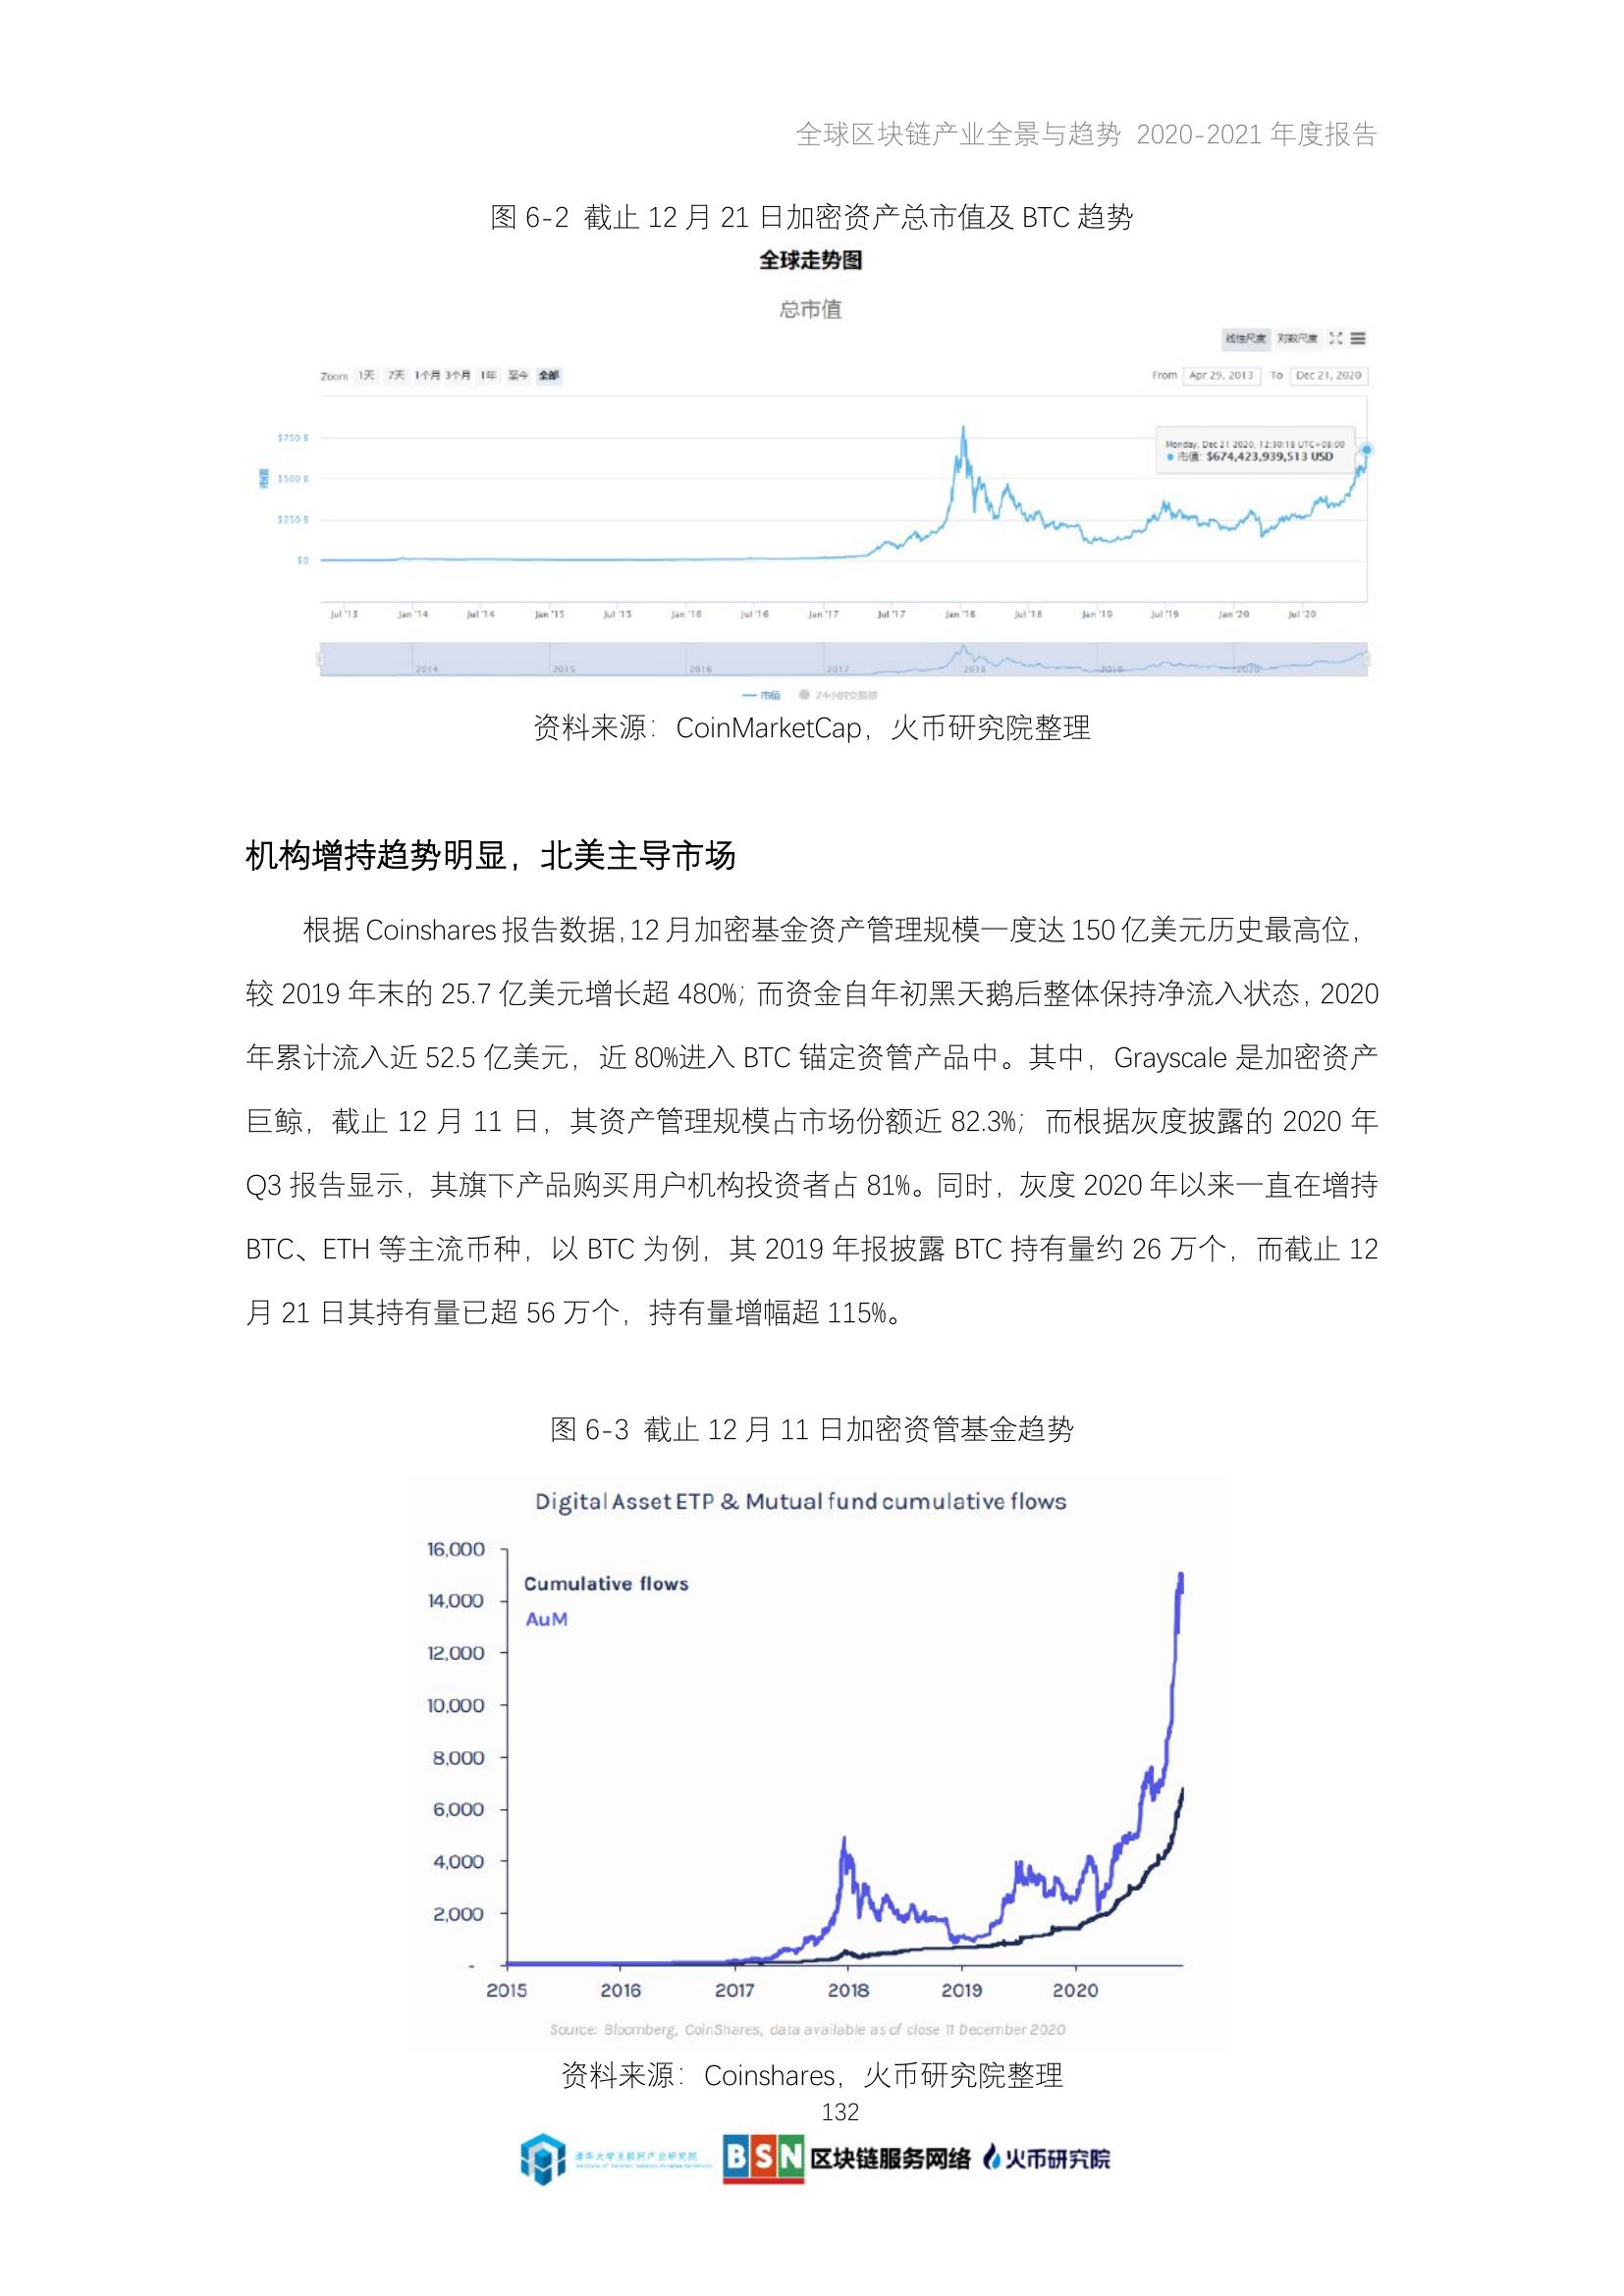 全球区块链产业全景与趋势 2020-2021 年度报告
图 6-2 截止 12 月 21 日加密资产总市值及 BTC 趋势
全球走势图
总市值
线性尺度 对数尺度
Zoom 1天 7天 1个月 3个月 1年 至今 全部
From Apr 29, 2013 To Dec 21, 2020
$750 B
Monday, Dec 21 2020, 12:30:18 UTC+08:00
市值: $674,423,939,513 USD
市值
$500 B
$250 B
$0
Jul '13 Jan '14 Jul '14 Jan '15 Jul '15 Jan '16 Jul '16 Jan '17 Jul '17 Jan '18 Jul '18 Jan '19 Jul '19 Jan '20 Jul '20
2014 2015 2016 2017 2018 2019 2020
市值
资料来源：CoinMarketCap，火币研究院整理
机构增持趋势明显，北美主导市场
根据 Coinshares 报告数据，12 月加密基金资产管理规模一度达 150 亿美元历史最高位，
较 2019 年末的 25.7 亿美元增长超 480%；而资金自年初黑天鹅后整体保持净流入状态，2020
年累计流入近 52.5 亿美元，近 80%进入 BTC 锚定资管产品中。其中，Grayscale 是加密资产
巨鲸，截止 12 月 11 日，其资产管理规模占市场份额近 82.3%；而根据灰度披露的 2020 年
Q3 报告显示，其旗下产品购买用户机构投资者占 81%。同时，灰度 2020 年以来一直在增持
BTC、ETH 等主流币种，以 BTC 为例，其 2019 年报披露 BTC 持有量约 26 万个，而截止 12
月 21 日其持有量已超 56 万个，持有量增幅超 115%。
图 6-3 截止 12 月 11 日加密资管基金趋势
Digital Asset ETP & Mutual fund cumulative flows
16,000
Cumulative flows
14,000
AuM
12,000
10,000
8,000
6,000
4,000
2,000
-
2015 2016 2017 2018 2019 2020
Source: Bloomberg, CoinShares, data available as of close 11 December 2020
资料来源：Coinshares，火币研究院整理
132
清华大学互联网产业研究院
BSN 区块链服务网络 火币研究院